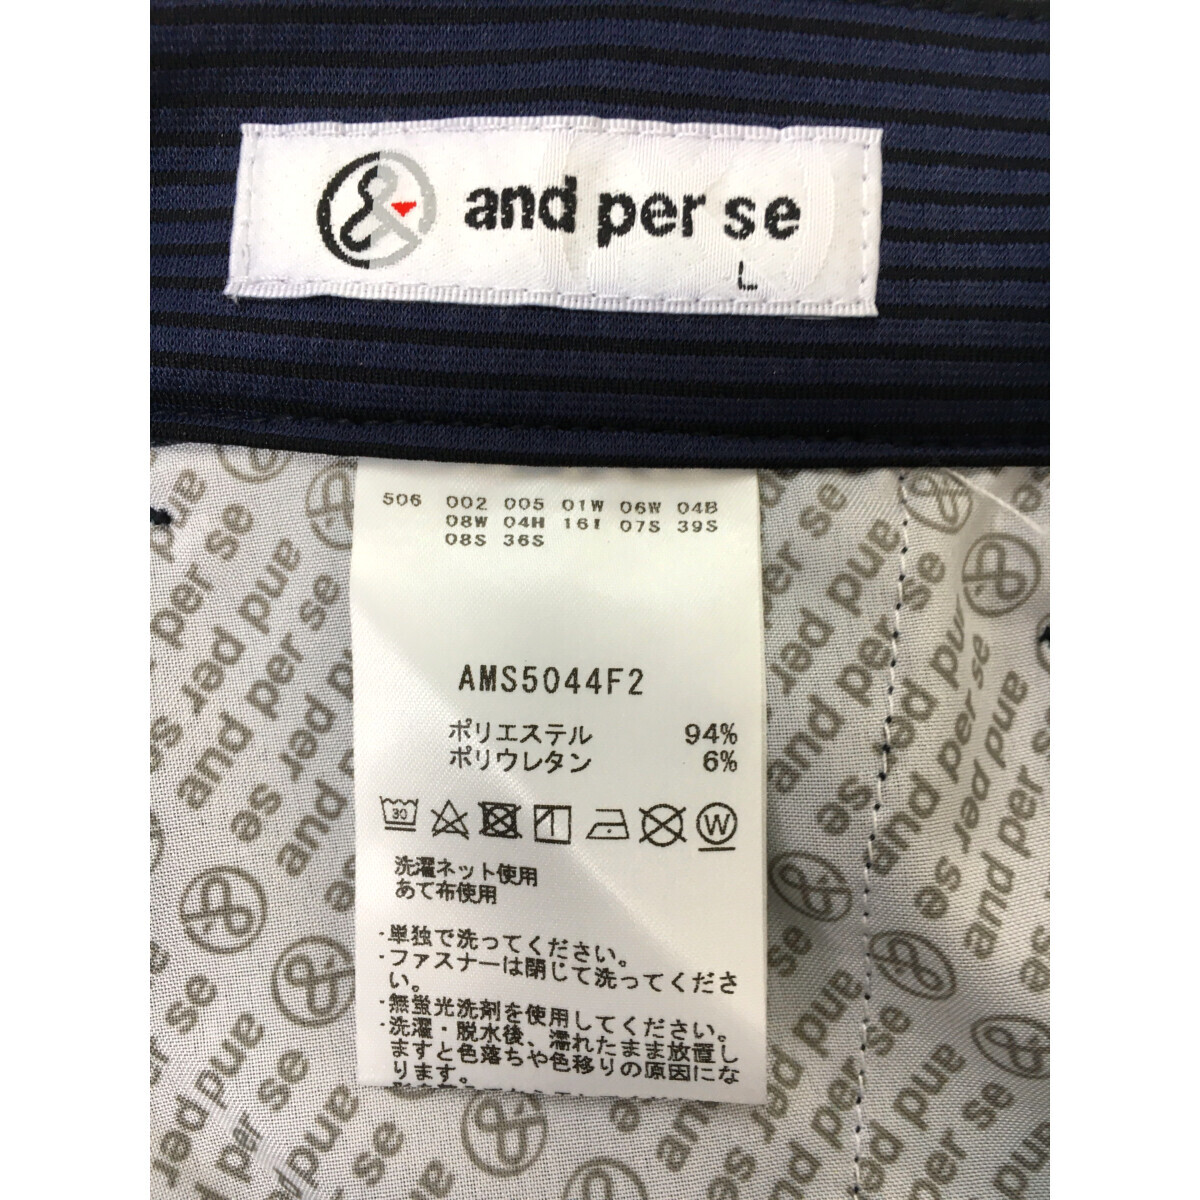 and per se
L
506 002 005 01W 06W 04B
08W 04H 16! 07S 39S
08S 36S
AMS5044F2
ポリエステル 94%
ポリウレタン 6%
30
W
洗濯ネット使用
あて布使用
・単独で洗ってください。
・ファスナーは閉じて洗ってくださ
い。
・無蛍光洗剤を使用してください。
・洗濯・脱水後、濡れたまま放置し
ますと色落ちや色移りの原因にな
ります。